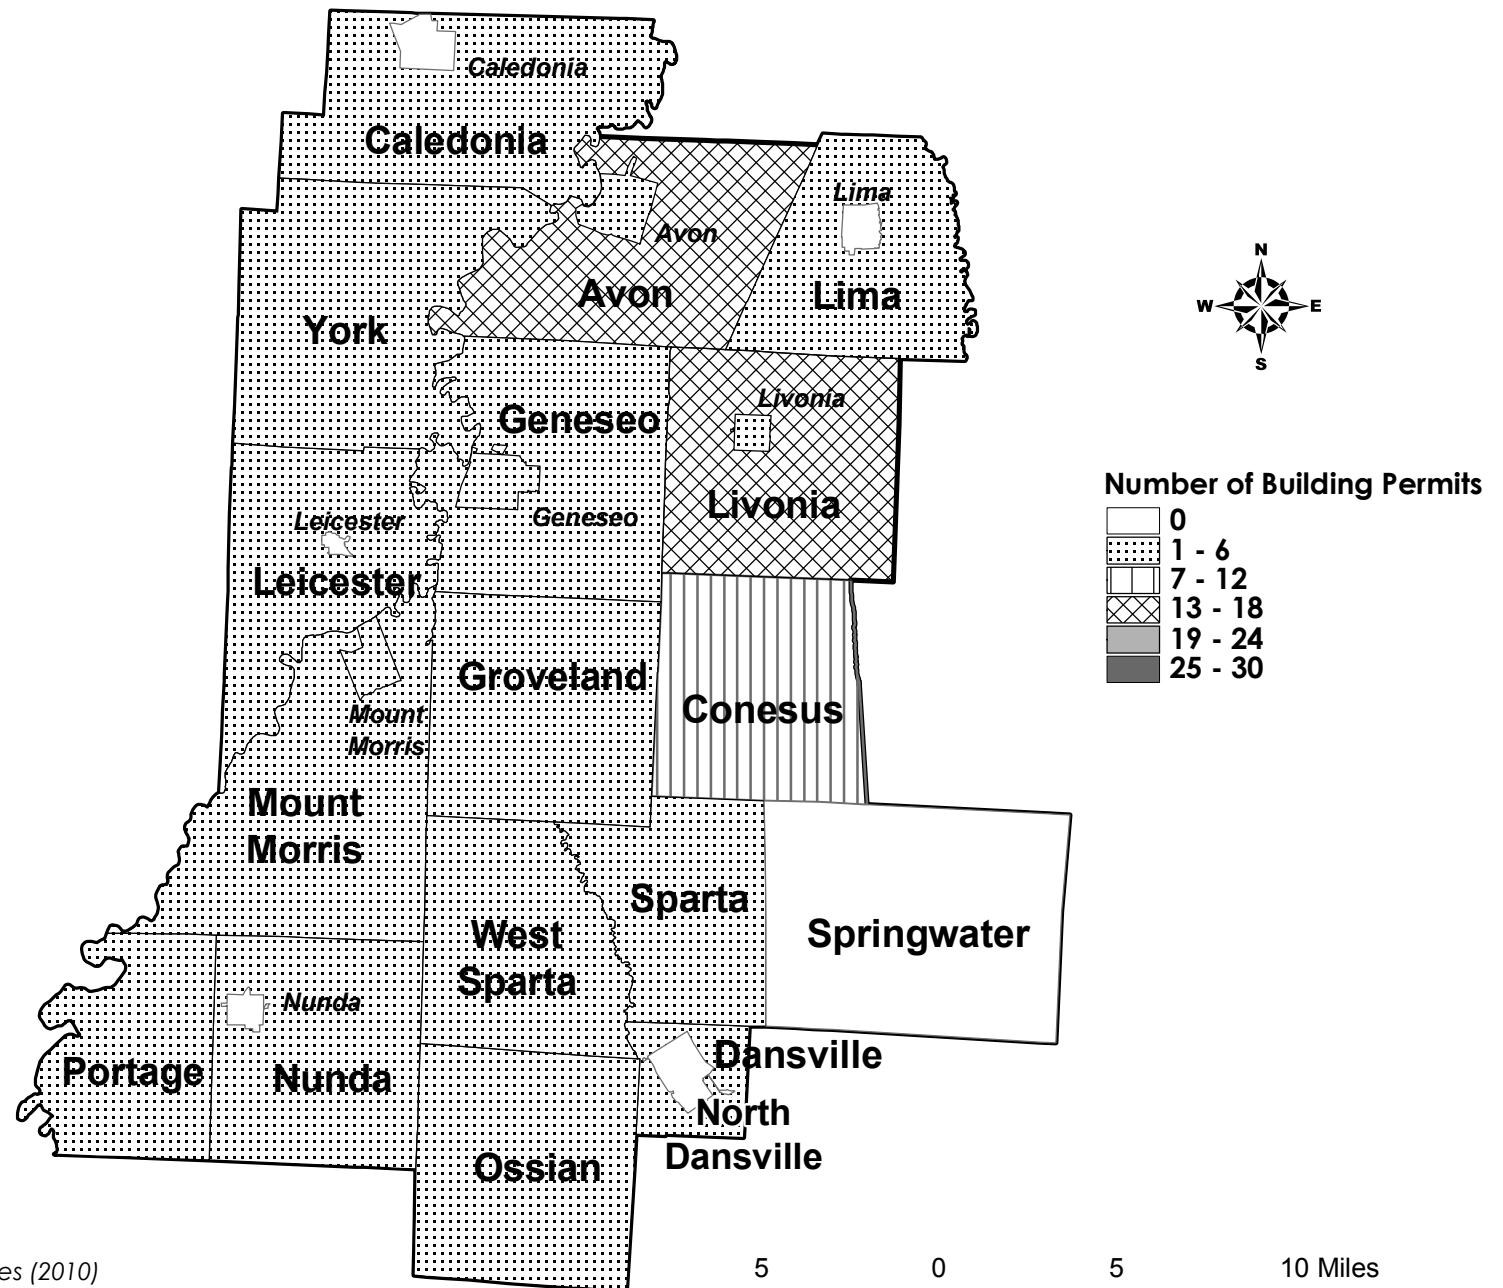 Caledonia
Caledonia
Lima
Avon
Avon
Lima
York
N
W
E
S
Livonia
Geneseo
Livonia
Geneseo
Leicester
Leicester
Number of Building Permits
0
1 - 6
7 - 12
13 - 18
19 - 24
25 - 30
Groveland
Conesus
Mount
Morris
Mount
Morris
Sparta
West
Sparta
Springwater
Nunda
Portage
Nunda
Dansville
North
Dansville
Ossian
es (2010)
5 0 5 10 Miles